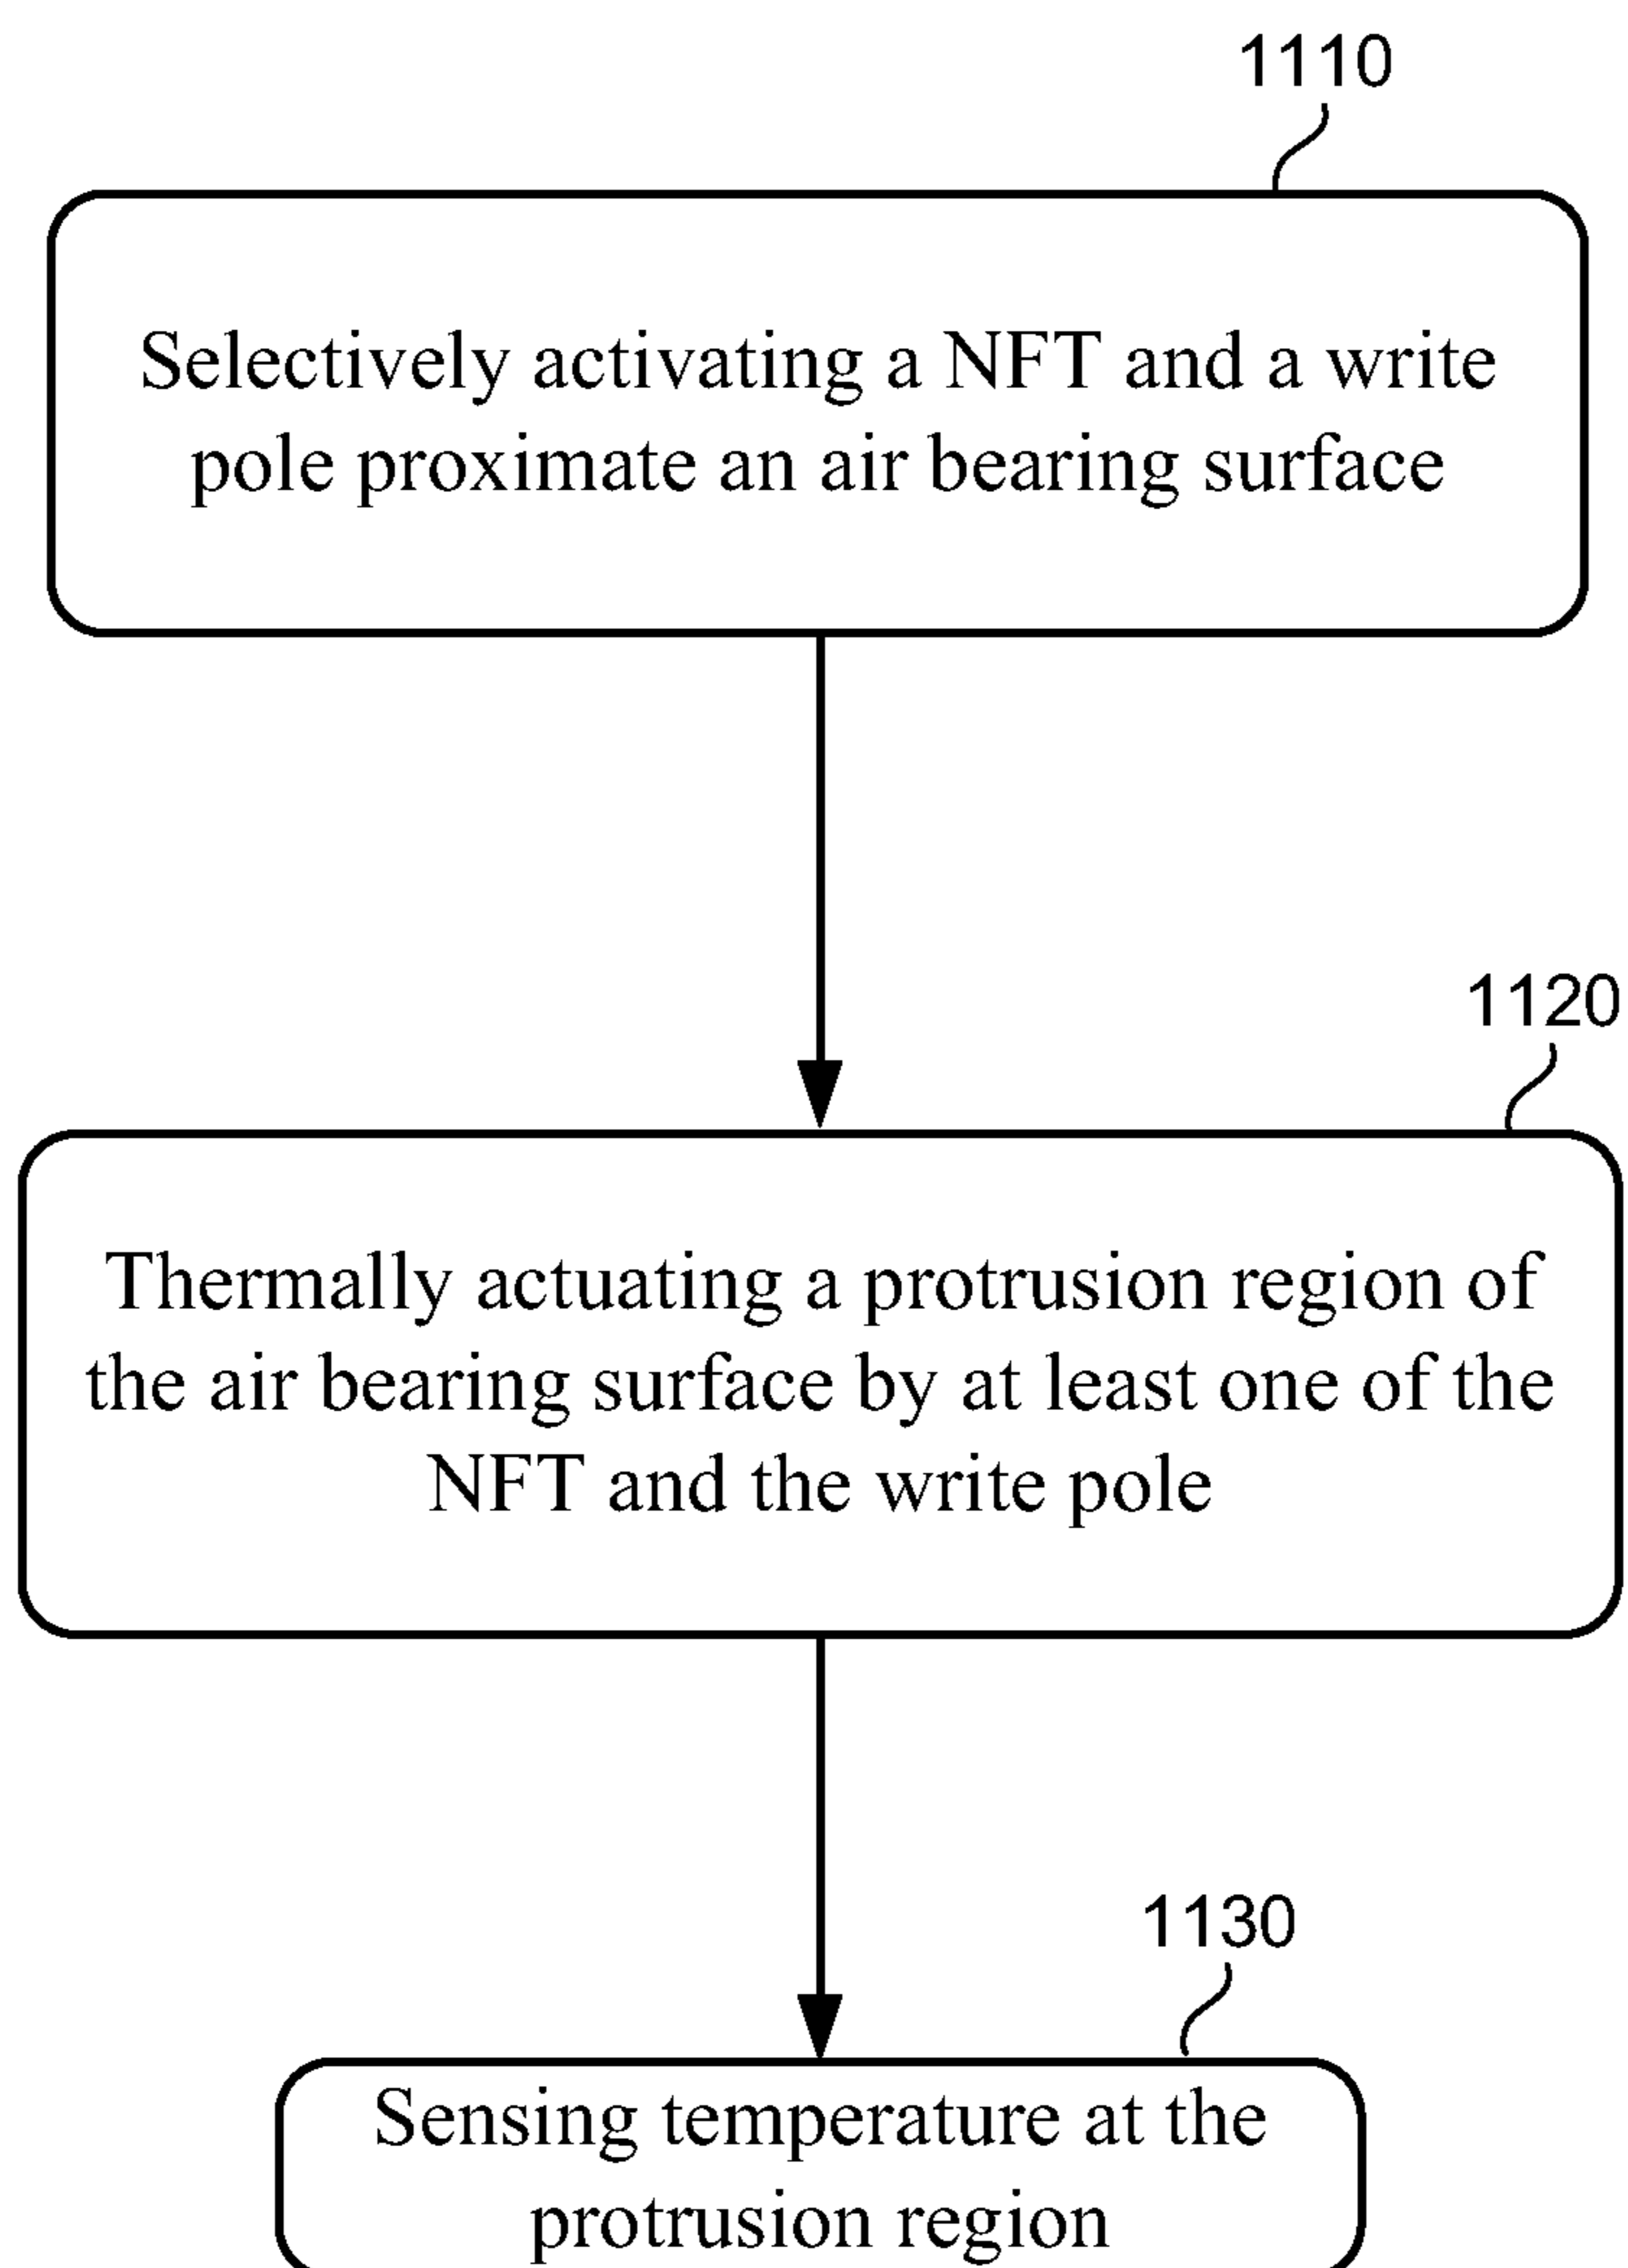 1110
Selectively activating a NFT and a write
pole proximate an air bearing surface
1120
Thermally actuating a protrusion region of
the air bearing surface by at least one of the
NFT and the write pole
1130
Sensing temperature at the
protrusion region